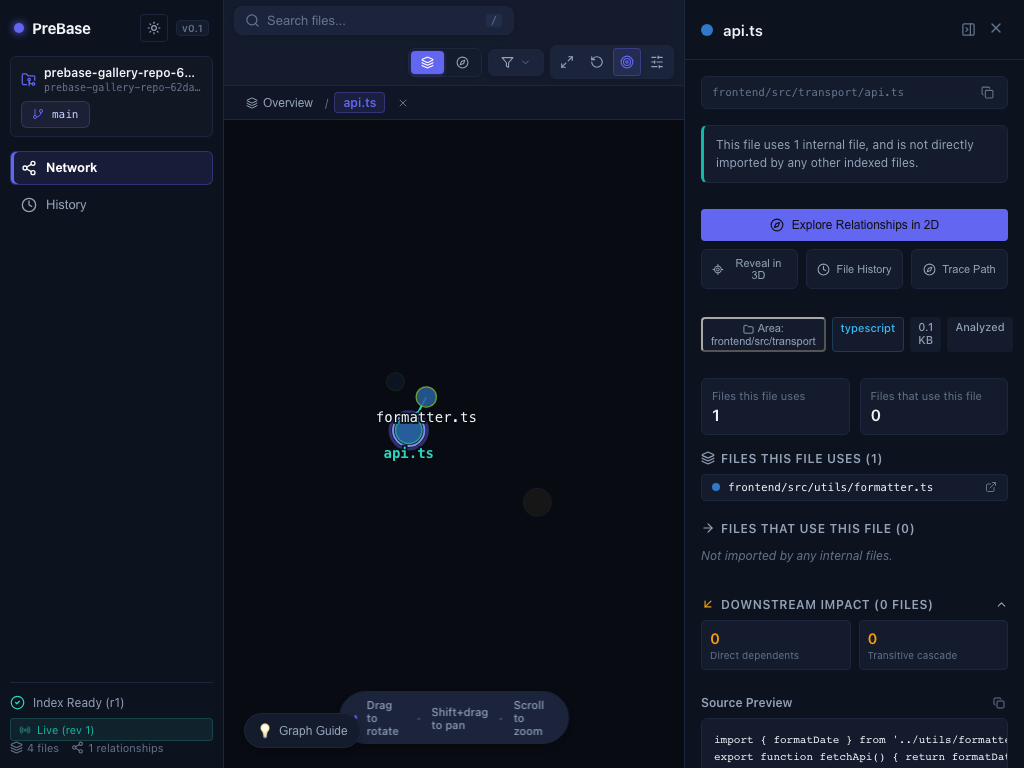 PreBase
v0.1
prebase-gallery-repo-6...
prebase-gallery-repo-62da...
main
Network
History
Index Ready (r1)
Live (rev 1)
4 files
1 relationships
Search files...
/
Overview / api.ts
formatter.ts
api.ts
Graph Guide
Drag to rotate
Shift+drag to pan
Scroll to zoom
api.ts
frontend/src/transport/api.ts
This file uses 1 internal file, and is not directly
imported by any other indexed files.
Explore Relationships in 2D
Reveal in 3D
File History
Trace Path
Area:
frontend/src/transport
typescript
0.1 KB
Analyzed
Files this file uses
1
Files that use this file
0
FILES THIS FILE USES (1)
frontend/src/utils/formatter.ts
FILES THAT USE THIS FILE (0)
Not imported by any internal files.
DOWNSTREAM IMPACT (0 FILES)
0
Direct dependents
0
Transitive cascade
Source Preview
import { formatDate } from '../utils/formatte
export function fetchApi() { return formatDat